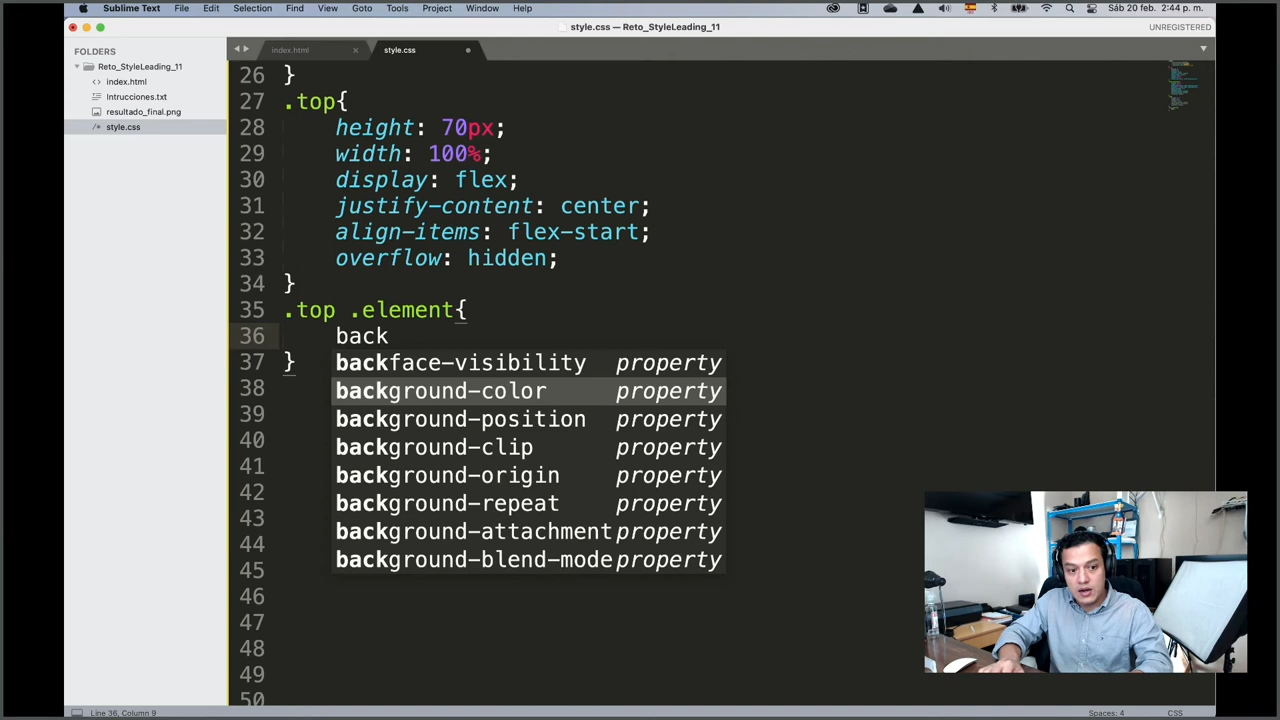 Sublime Text File Edit Selection Find View Goto Tools Project Window Help Sáb 20 feb. 2:44 p. m.
style.css — Reto_StyleLeading_11 UNREGISTERED
FOLDERS
Reto_StyleLeading_11
index.html
Intrucciones.txt
resultado_final.png
style.css
index.html style.css
26 }
27 .top{
28 height: 70px;
29 width: 100%;
30 display: flex;
31 justify-content: center;
32 align-items: flex-start;
33 overflow: hidden;
34 }
35 .top .element{
36 back
37 }
38
39
40
41
42
43
44
45
46
47
48
49
50
backface-visibility property
background-color property
background-position property
background-clip property
background-origin property
background-repeat property
background-attachment property
background-blend-mode property
Line 36, Column 9 Spaces: 4 CSS